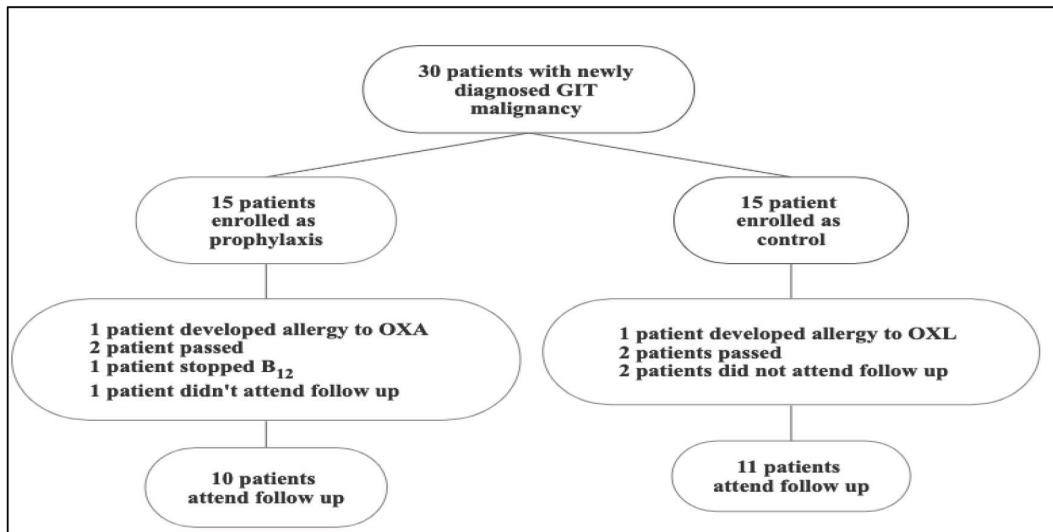 30 patients with newly
diagnosed GIT
malignancy
15 patients
enrolled as
prophylaxis
15 patient
enrolled as
control
1 patient developed allergy to OXA
2 patient passed
1 patient stopped B₁₂
1 patient didn't attend follow up
1 patient developed allergy to OXL
2 patients passed
2 patients did not attend follow up
10 patients
attend follow up
11 patients
attend follow up